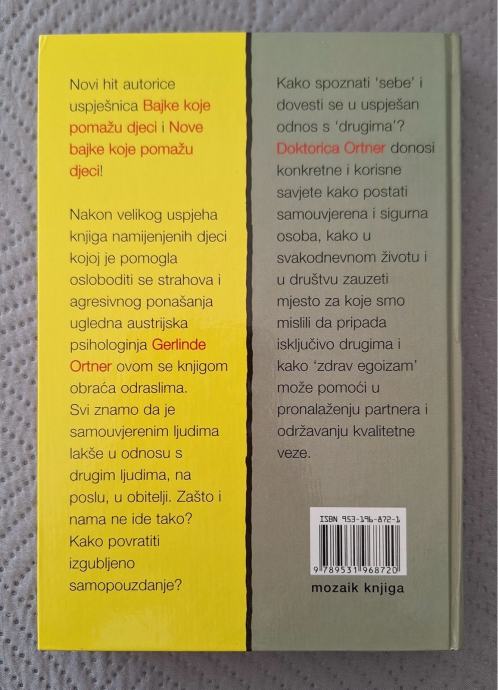 Novi hit autorice
uspješnica Bajke koje
pomažu djeci i Nove
bajke koje pomažu
djeci!
Nakon velikog uspjeha
knjiga namijenjenih djeci
kojoj je pomogla
osloboditi se strahova i
agresivnog ponašanja
ugledna austrijska
psihologinja Gerlinde
Ortner ovom se knjigom
obraća odraslima.
Svi znamo da je
samouvjerenim ljudima
lakše u odnosu s
drugim ljudima, na
poslu, u obitelji. Zašto i
nama ne ide tako?
Kako povratiti
izgubljeno
samopouzdanje?
Kako spoznati 'sebe' i
dovesti se u uspješan
odnos s 'drugima'?
Doktorica Ortner donosi
konkretne i korisne
savjete kako postati
samouvjerena i sigurna
osoba, kako u
svakodnevnom životu i
u društvu zauzeti
mjesto za koje smo
mislili da pripada
isključivo drugima i
kako 'zdrav egoizam'
može pomoći u
pronalaženju partnera i
održavanju kvalitetne
veze.
ISBN 953-196-872-1
9 789531 968720
mozaik knjiga